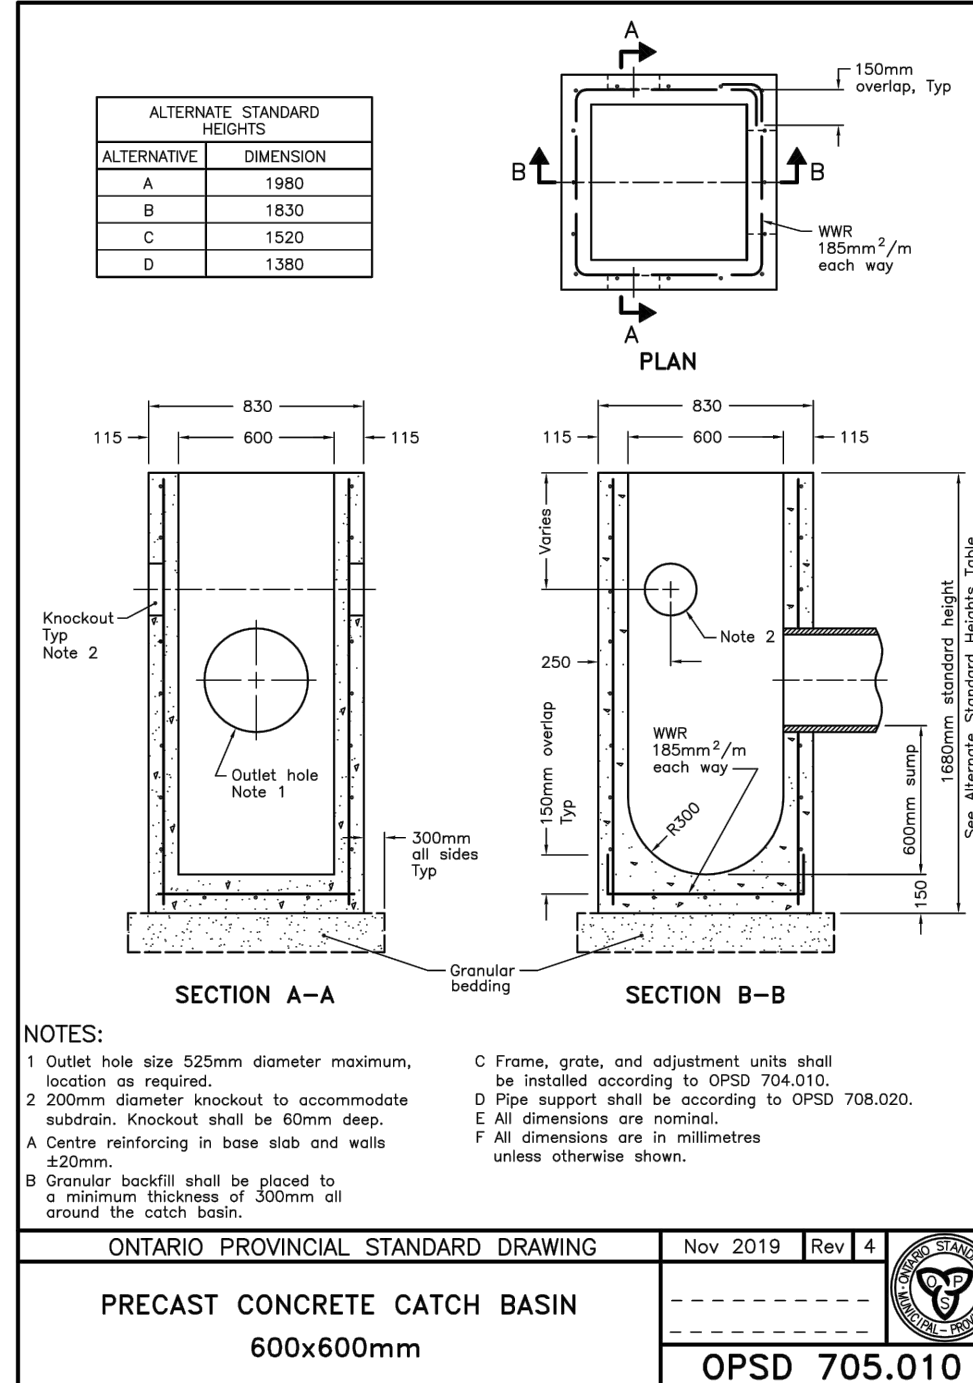 ALTERNATE STANDARD
HEIGHTS
ALTERNATIVE DIMENSION
A 1980
B 1830
C 1520
D 1380
A
150mm
overlap, Typ
B
B
WWR
185mm²/m
each way
A
PLAN
830
115 600 115
Knockout
Typ
Note 2
Outlet hole
Note 1
300mm
all sides
Typ
SECTION A–A
830
115 600 115
Varies
Note 2
250
WWR
185mm²/m
each way
150mm overlap
Typ
R300
600mm sump
150
1680mm standard height
See Alternate Standard Heights Table
Granular
bedding
SECTION B–B
NOTES:
1 Outlet hole size 525mm diameter maximum,
location as required.
2 200mm diameter knockout to accommodate
subdrain. Knockout shall be 60mm deep.
A Centre reinforcing in base slab and walls
±20mm.
B Granular backfill shall be placed to
a minimum thickness of 300mm all
around the catch basin.
C Frame, grate, and adjustment units shall
be installed according to OPSD 704.010.
D Pipe support shall be according to OPSD 708.020.
E All dimensions are nominal.
F All dimensions are in millimetres
unless otherwise shown.
ONTARIO PROVINCIAL STANDARD DRAWING
Nov 2019 Rev 4
PRECAST CONCRETE CATCH BASIN
600x600mm
ONTARIO
MUNICIPAL
O P
S
OPSD 705.010